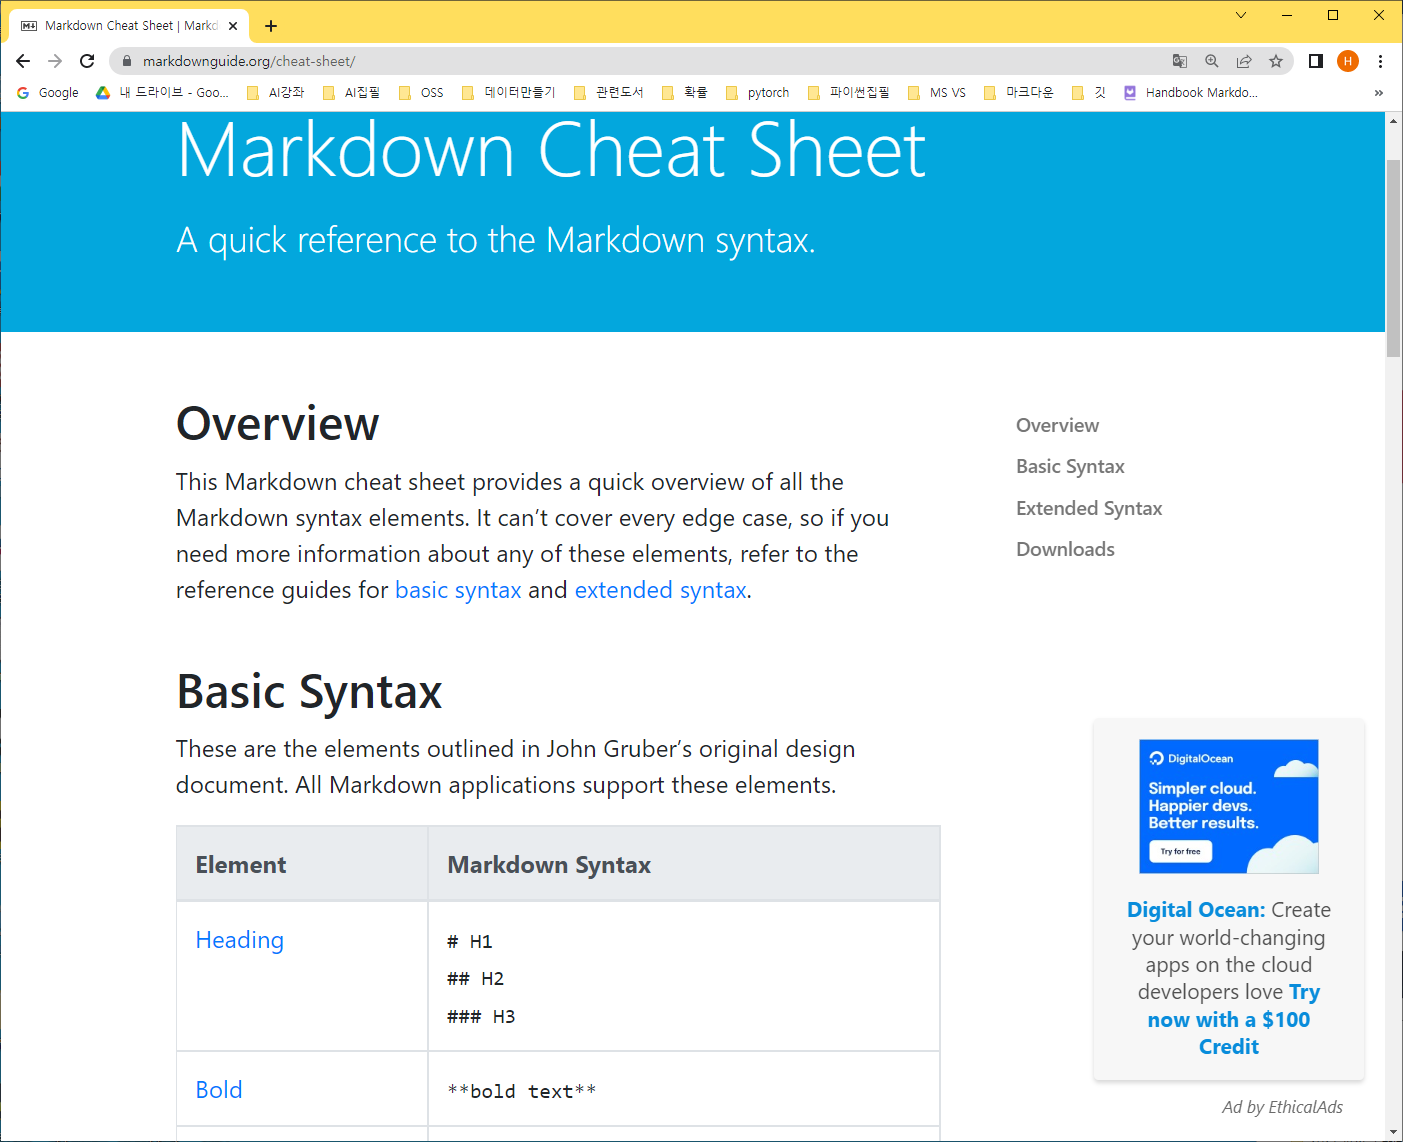 Markdown Cheat Sheet | Markd
markdownguide.org/cheat-sheet/
H
Google
내 드라이브 - Goo...
AI강좌
AI집필
OSS
데이터만들기
관련도서
확률
pytorch
파이썬집필
MS VS
마크다운
깃
Handbook Markdo...
»
Markdown Cheat Sheet
A quick reference to the Markdown syntax.
Overview
This Markdown cheat sheet provides a quick overview of all the
Markdown syntax elements. It can’t cover every edge case, so if you
need more information about any of these elements, refer to the
reference guides for basic syntax and extended syntax.
Basic Syntax
These are the elements outlined in John Gruber’s original design
document. All Markdown applications support these elements.
Element
Markdown Syntax
Heading
# H1
## H2
### H3
Bold
**bold text**
Overview
Basic Syntax
Extended Syntax
Downloads
DigitalOcean
Simpler cloud.
Happier devs.
Better results.
Try for free
Digital Ocean: Create
your world-changing
apps on the cloud
developers love Try
now with a $100
Credit
Ad by EthicalAds